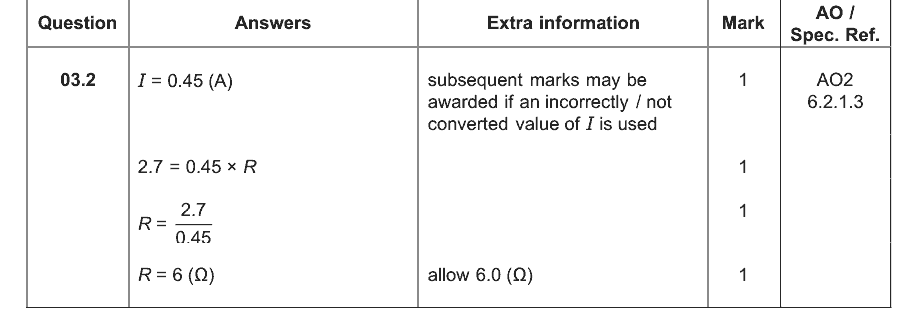 Question Answers Extra information Mark AO / Spec. Ref.
03.2 I = 0.45 (A) subsequent marks may be 1 AO2
awarded if an incorrectly / not 6.2.1.3
converted value of I is used
2.7 = 0.45 × R 1
R = 2.7 / 0.45 1
R = 6 (Ω) allow 6.0 (Ω) 1